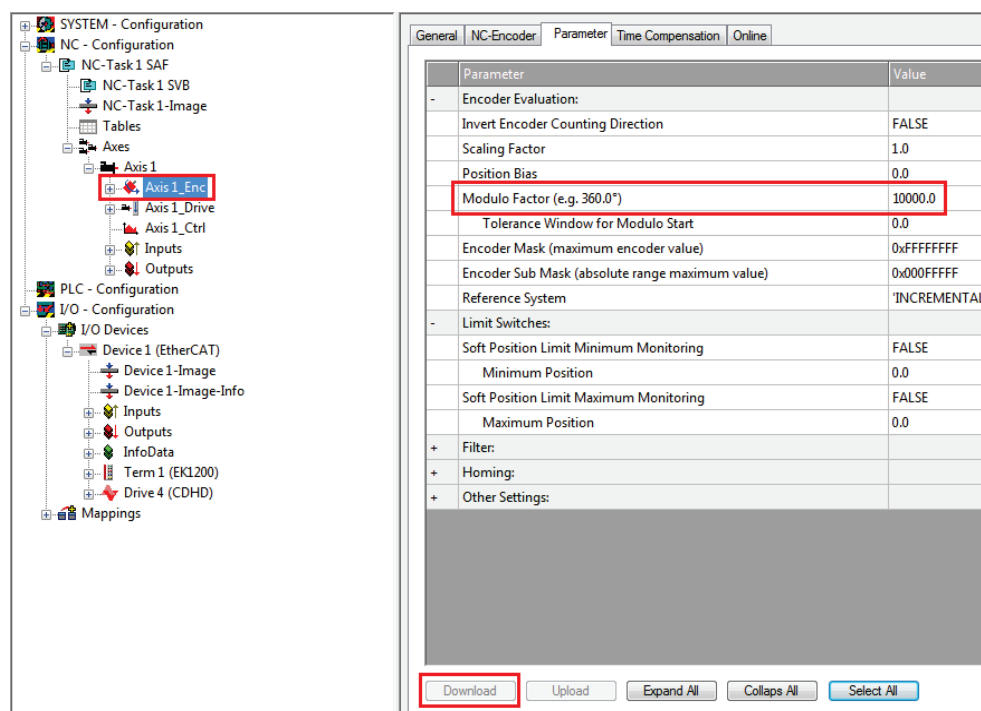 SYSTEM - Configuration
NC - Configuration
NC-Task 1 SAF
NC-Task 1 SVB
NC-Task 1-Image
Tables
Axes
Axis 1
Axis 1_Enc
Axis 1_Drive
Axis 1_Ctrl
Inputs
Outputs
PLC - Configuration
I/O - Configuration
I/O Devices
Device 1 (EtherCAT)
Device 1-Image
Device 1-Image-Info
Inputs
Outputs
InfoData
Term 1 (EK1200)
Drive 4 (CDHD)
Mappings
General NC-Encoder Parameter Time Compensation Online
Parameter Value
- Encoder Evaluation:
Invert Encoder Counting Direction FALSE
Scaling Factor 1.0
Position Bias 0.0
Modulo Factor (e.g. 360.0°) 10000.0
Tolerance Window for Modulo Start 0.0
Encoder Mask (maximum encoder value) 0xFFFFFFFF
Encoder Sub Mask (absolute range maximum value) 0x000FFFFF
Reference System 'INCREMENTAL
- Limit Switches:
Soft Position Limit Minimum Monitoring FALSE
Minimum Position 0.0
Soft Position Limit Maximum Monitoring FALSE
Maximum Position 0.0
+ Filter:
+ Homing:
+ Other Settings:
Download Upload Expand All Collaps All Select All